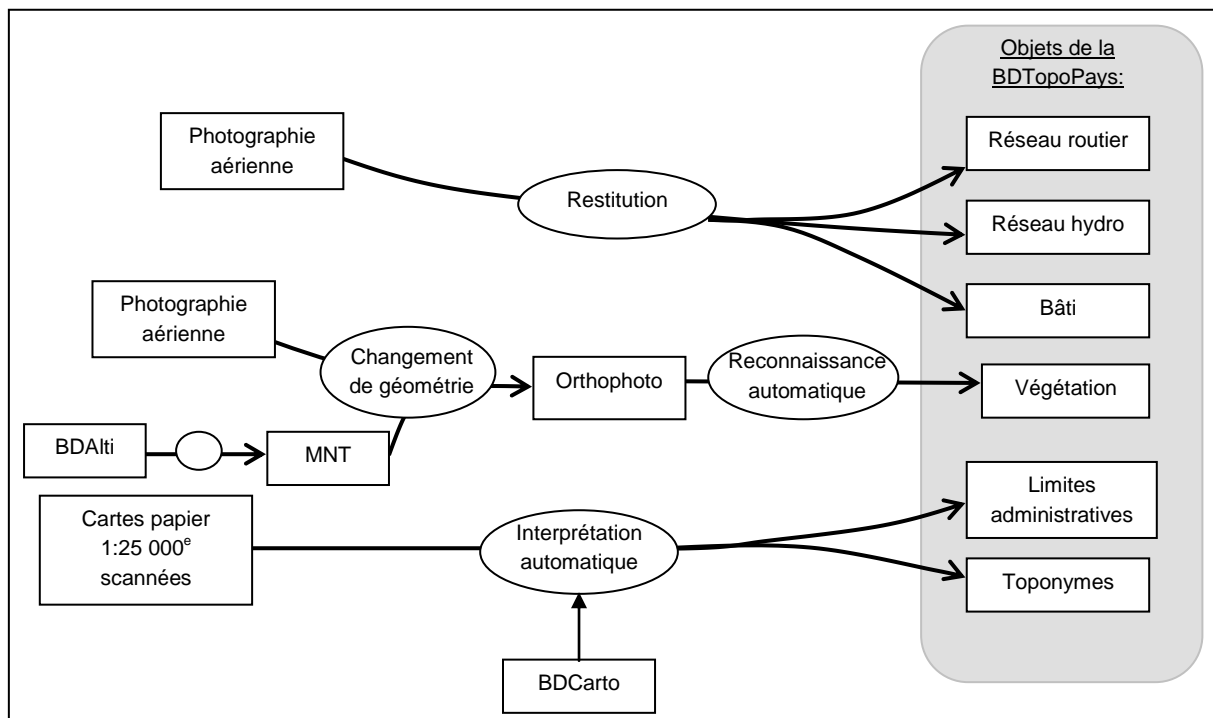 Objets de la
BDTopoPays:
Photographie
aérienne
Restitution
Réseau routier
Réseau hydro
Bâti
Photographie
aérienne
Changement
de géométrie
Orthophoto
Reconnaissance
automatique
Végétation
BDAlti
MNT
Cartes papier
1:25 000e
scannées
Interprétation
automatique
Limites
administratives
Toponymes
BDCarto